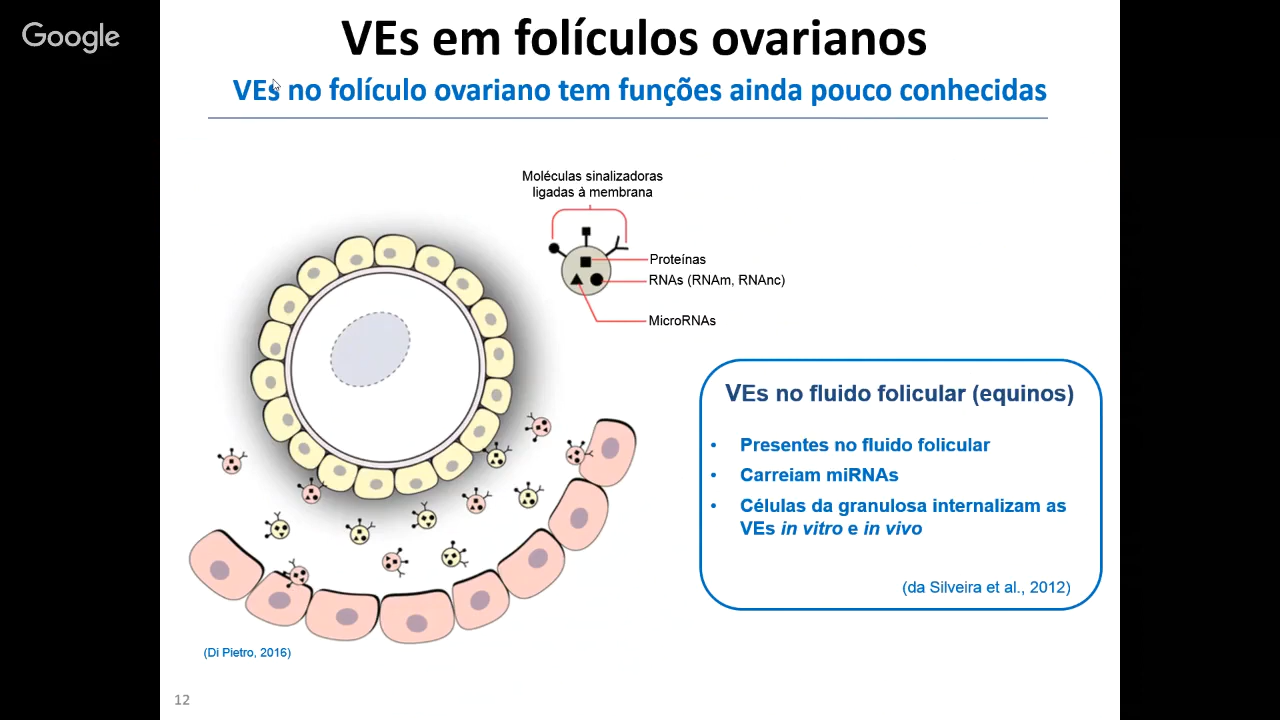 Google
VEs em folículos ovarianos
VEs no folículo ovariano tem funções ainda pouco conhecidas
Moléculas sinalizadoras
ligadas à membrana
Proteínas
RNAs (RNAm, RNAnc)
MicroRNAs
VEs no fluido folicular (equinos)
• Presentes no fluido folicular
• Carreiam miRNAs
• Células da granulosa internalizam as
VEs in vitro e in vivo
(da Silveira et al., 2012)
(Di Pietro, 2016)
12